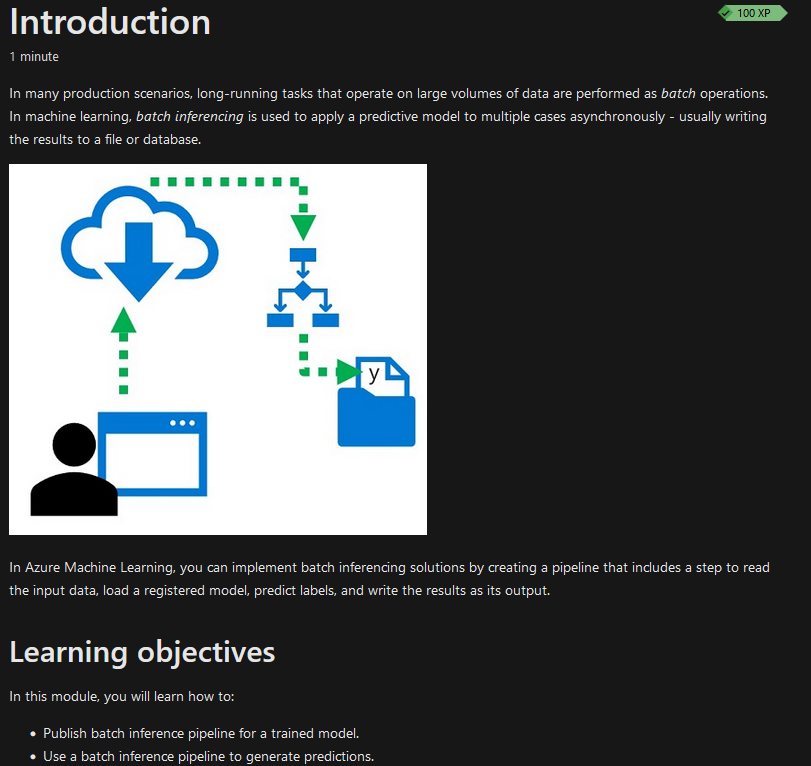 Introduction
100 XP
1 minute
In many production scenarios, long-running tasks that operate on large volumes of data are performed as batch operations.
In machine learning, batch inferencing is used to apply a predictive model to multiple cases asynchronously - usually writing
the results to a file or database.
y
In Azure Machine Learning, you can implement batch inferencing solutions by creating a pipeline that includes a step to read
the input data, load a registered model, predict labels, and write the results as its output.
Learning objectives
In this module, you will learn how to:
• Publish batch inference pipeline for a trained model.
• Use a batch inference pipeline to generate predictions.